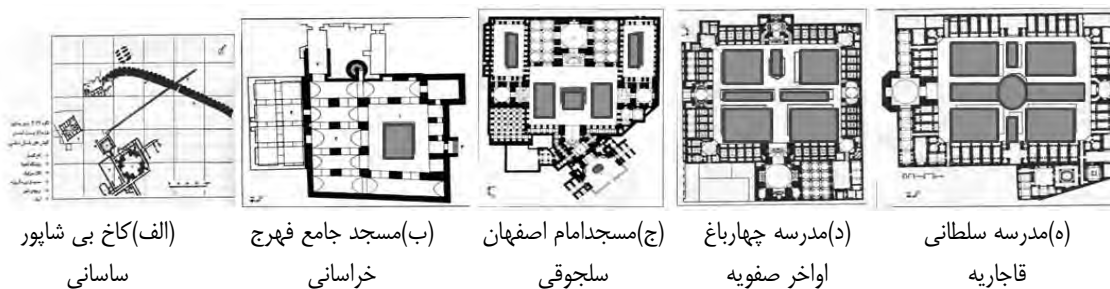 (الف)کاخ بی شاپور
ساسانی
(ب)مسجد جامع فهرج
خراسانی
(ج)مسجدامام اصفهان
سلجوقی
(د)مدرسه چهارباغ
اواخر صفویه
(ه)مدرسه سلطانی
قاجاریه